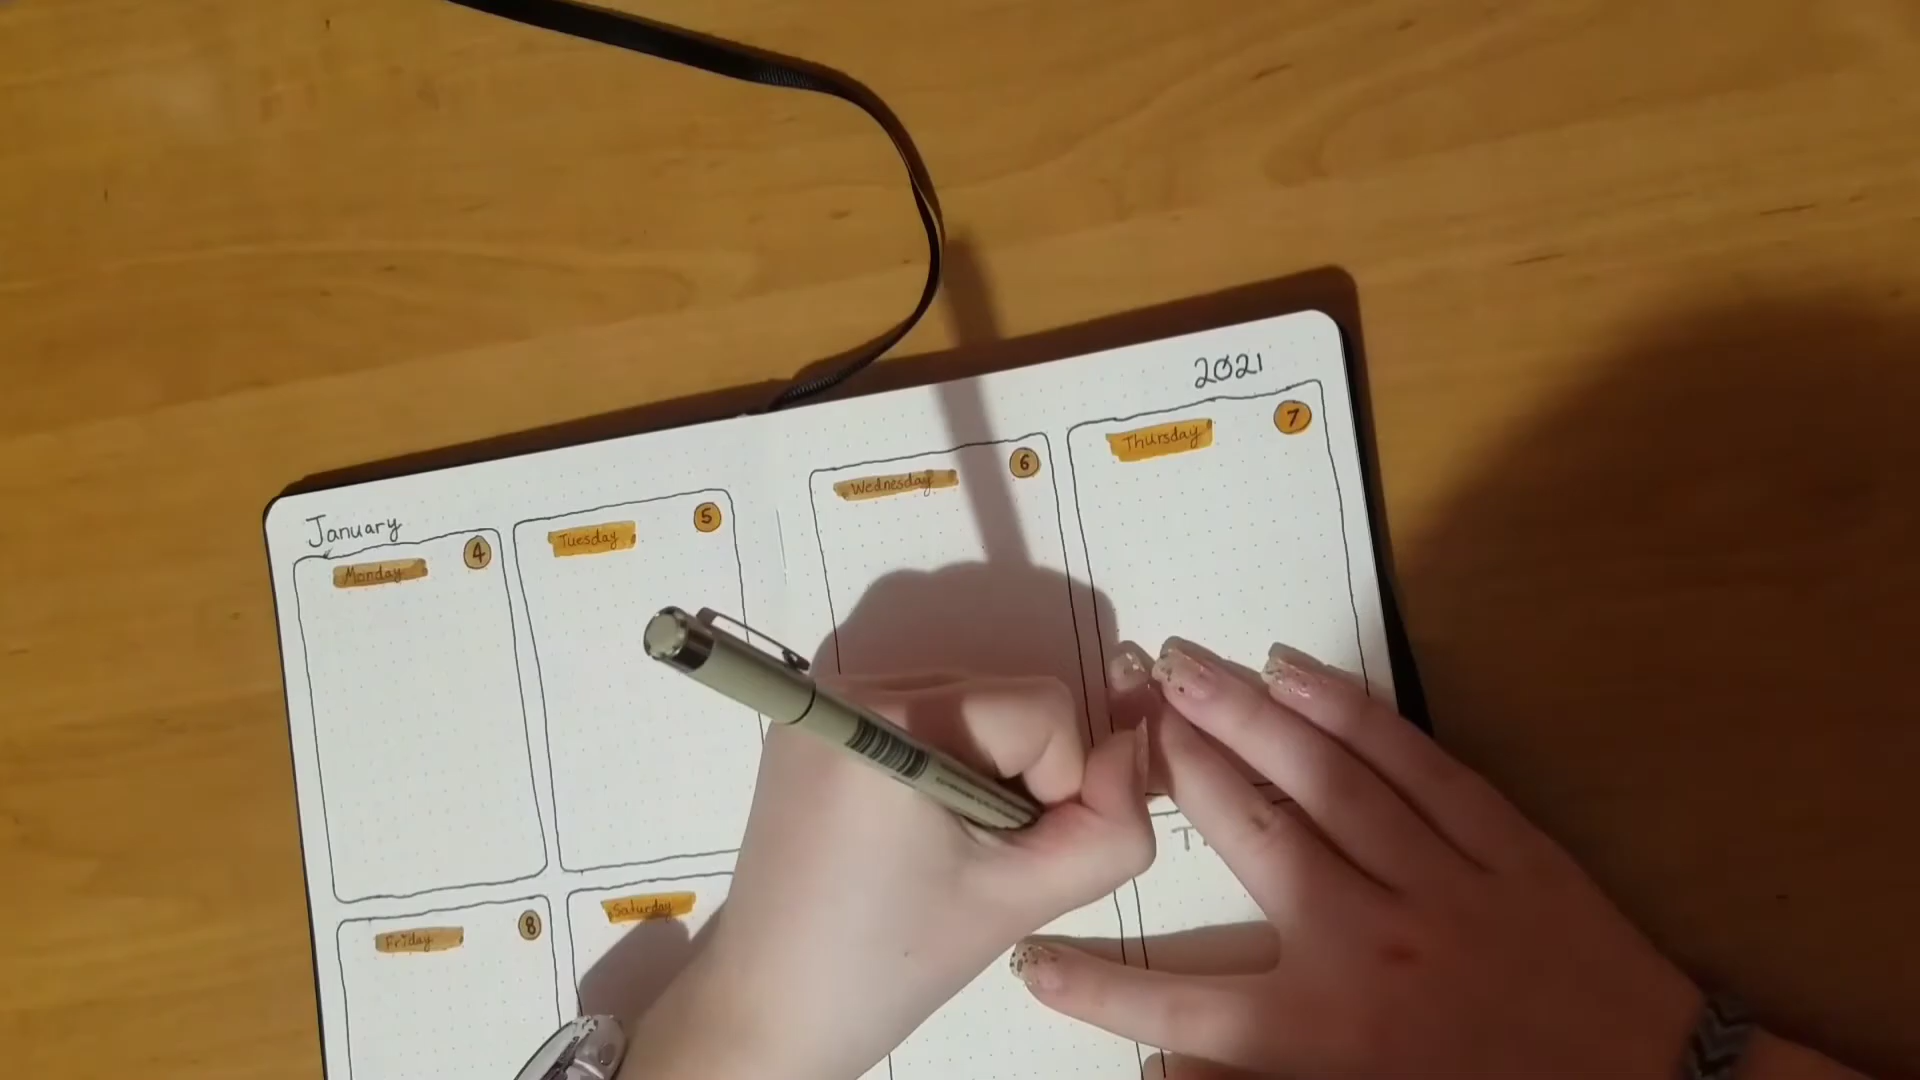 2021
January
Monday 4
Tuesday 5
Wednesday 6
Thursday 7
Friday 8
Saturday